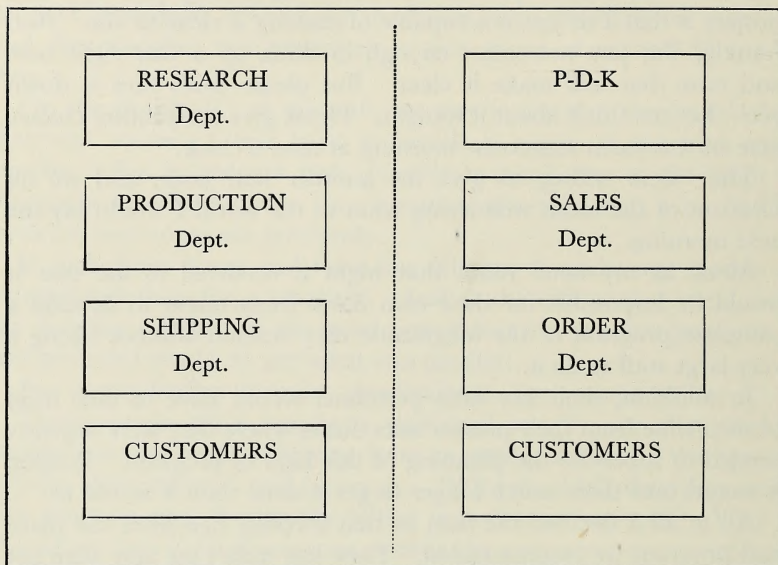 RESEARCH
Dept.
PRODUCTION
Dept.
SHIPPING
Dept.
CUSTOMERS
P-D-K
SALES
Dept.
ORDER
Dept.
CUSTOMERS